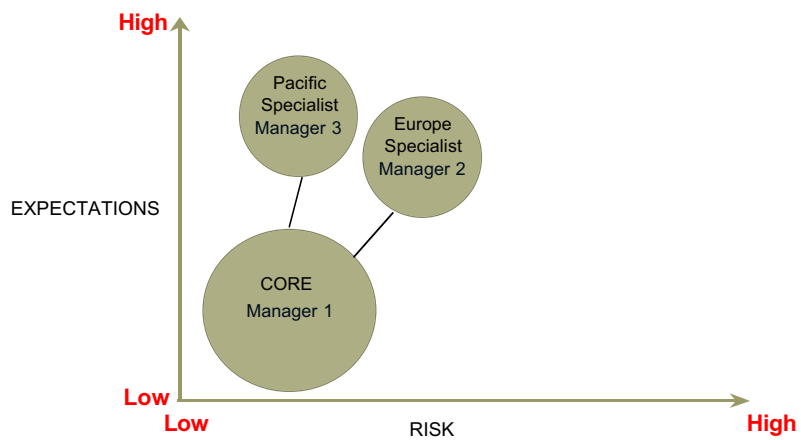 High
Pacific
Specialist
Manager 3
Europe
Specialist
Manager 2
EXPECTATIONS
CORE
Manager 1
Low
Low
RISK
High